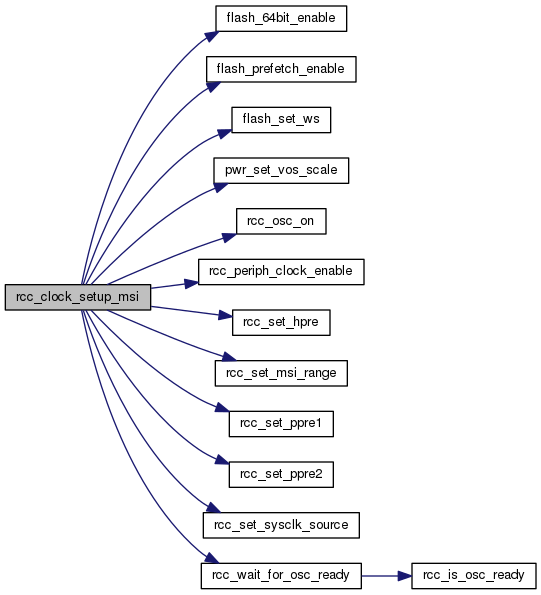 flash_64bit_enable
flash_prefetch_enable
flash_set_ws
pwr_set_vos_scale
rcc_osc_on
rcc_periph_clock_enable
rcc_clock_setup_msi
rcc_set_hpre
rcc_set_msi_range
rcc_set_ppre1
rcc_set_ppre2
rcc_set_sysclk_source
rcc_wait_for_osc_ready
rcc_is_osc_ready